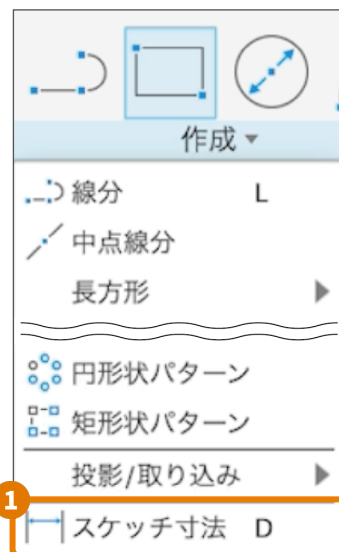 作成 ▾
線分 L
中点線分
長方形 ▶
円形状パターン
矩形状パターン
投影/取り込み ▶
1 スケッチ寸法 D